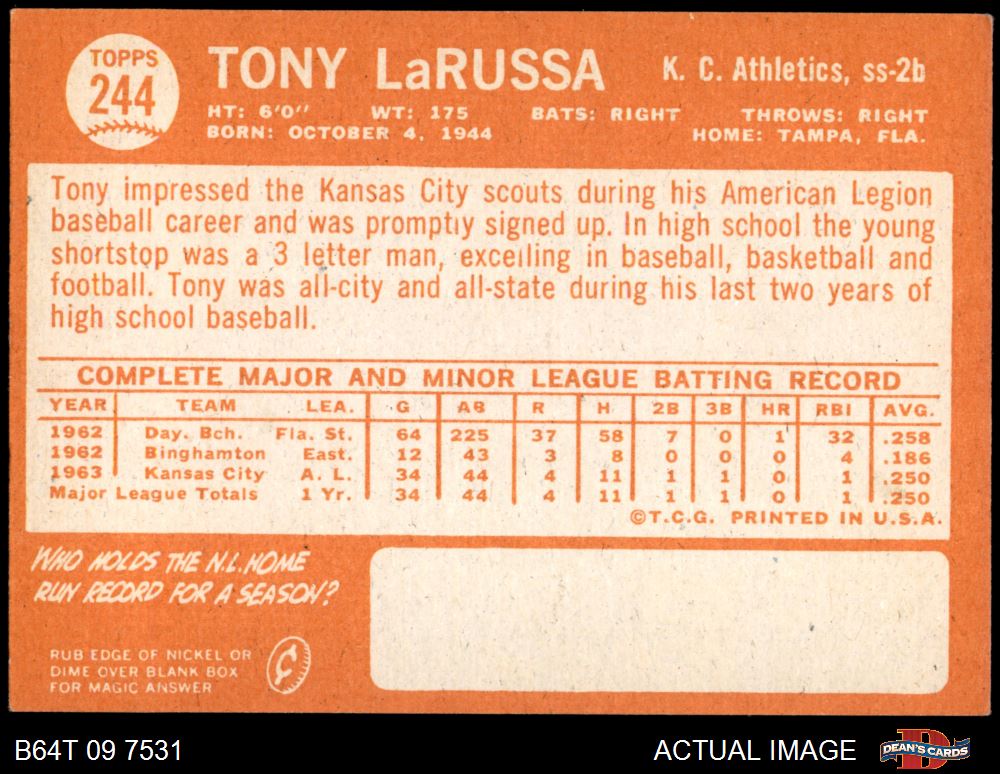 TOPPS
244
TONY LaRUSSA
K. C. Athletics, ss-2b
HT: 6'0" WT: 175 BATS: RIGHT THROWS: RIGHT
BORN: OCTOBER 4, 1944 HOME: TAMPA, FLA.
Tony impressed the Kansas City scouts during his American Legion
baseball career and was promptly signed up. In high school the young
shortstop was a 3 letter man, excelling in baseball, basketball and
football. Tony was all-city and all-state during his last two years of
high school baseball.
COMPLETE MAJOR AND MINOR LEAGUE BATTING RECORD
YEAR TEAM LEA. G AB R H 2B 3B HR RBI AVG.
1962 Day. Bch. Fla. St. 64 225 37 58 7 0 1 32 .258
1962 Binghamton East. 12 43 3 8 0 0 0 4 .186
1963 Kansas City A. L. 34 44 4 11 1 1 0 1 .250
Major League Totals 1 Yr. 34 44 4 11 1 1 0 1 .250
©T.C.G. PRINTED IN U.S.A.
WHO HOLDS THE N.L. HOME
RUN RECORD FOR A SEASON?
RUB EDGE OF NICKEL OR
DIME OVER BLANK BOX
FOR MAGIC ANSWER
B64T 09 7531
ACTUAL IMAGE
DEAN'S CARDS